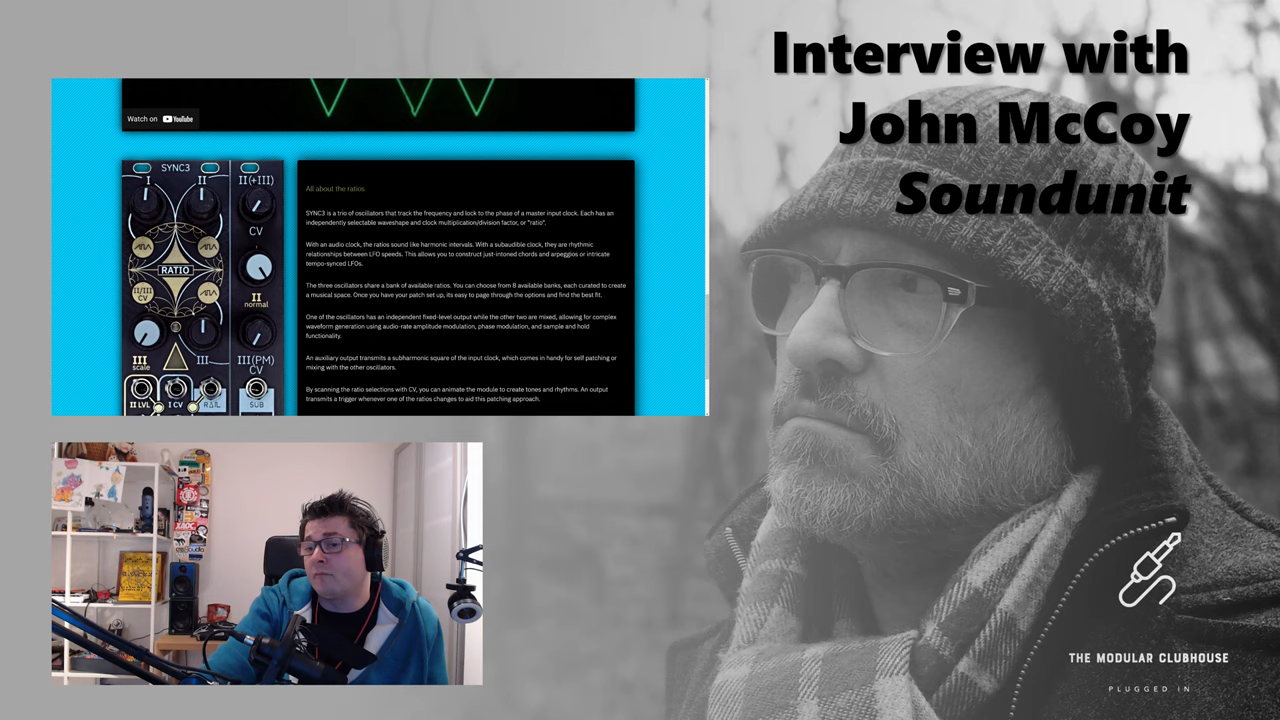 Interview with
John McCoy
Soundunit
Watch on YouTube
SYNC3
I II II(+III)
CV
RATIO
II/III
CV
II
normal
III
scale
III
III(PM)
CV
II LVL I CV RAIL SUB
All about the ratios
SYNC3 is a trio of oscillators that track the frequency and lock to the phase of a master input clock. Each has an
independently selectable waveshape and clock multiplication/division factor, or "ratio".
With an audio clock, the ratios sound like harmonic intervals. With a subaudible clock, they are rhythmic
relationships between LFO speeds. This allows you to construct just-intoned chords and arpeggios or intricate
tempo-synced LFOs.
The three oscillators share a bank of available ratios. You can choose from 8 available banks, each curated to create
a musical space. Once you have your patch set up, its easy to page through the options and find the best fit.
One of the oscillators has an independent fixed-level output while the other two are mixed, allowing for complex
waveform generation using audio-rate amplitude modulation, phase modulation, and sample and hold
functionality.
An auxiliary output transmits a subharmonic square of the input clock, which comes in handy for self patching or
mixing with the other oscillators.
By scanning the ratio selections with CV, you can animate the module to create tones and rhythms. An output
transmits a trigger whenever one of the ratios changes to aid this patching approach.
XAOC
THE MODULAR CLUBHOUSE
PLUGGED IN